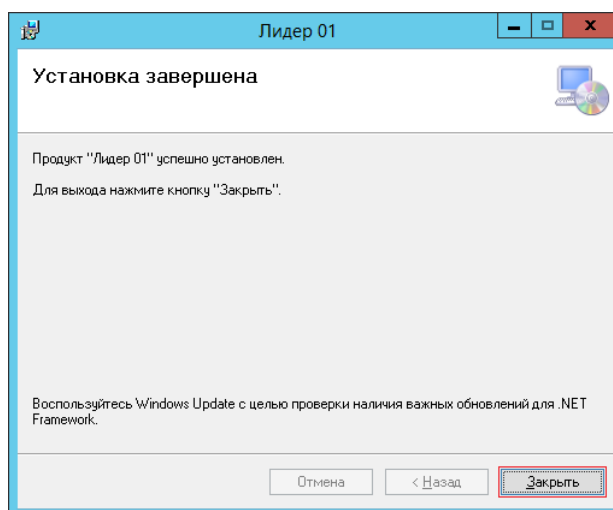 Лидер 01
Установка завершена
Продукт "Лидер 01" успешно установлен.
Для выхода нажмите кнопку "Закрыть".
Воспользуйтесь Windows Update с целью проверки наличия важных обновлений для .NET
Framework.
Отмена
< Назад
Закрыть